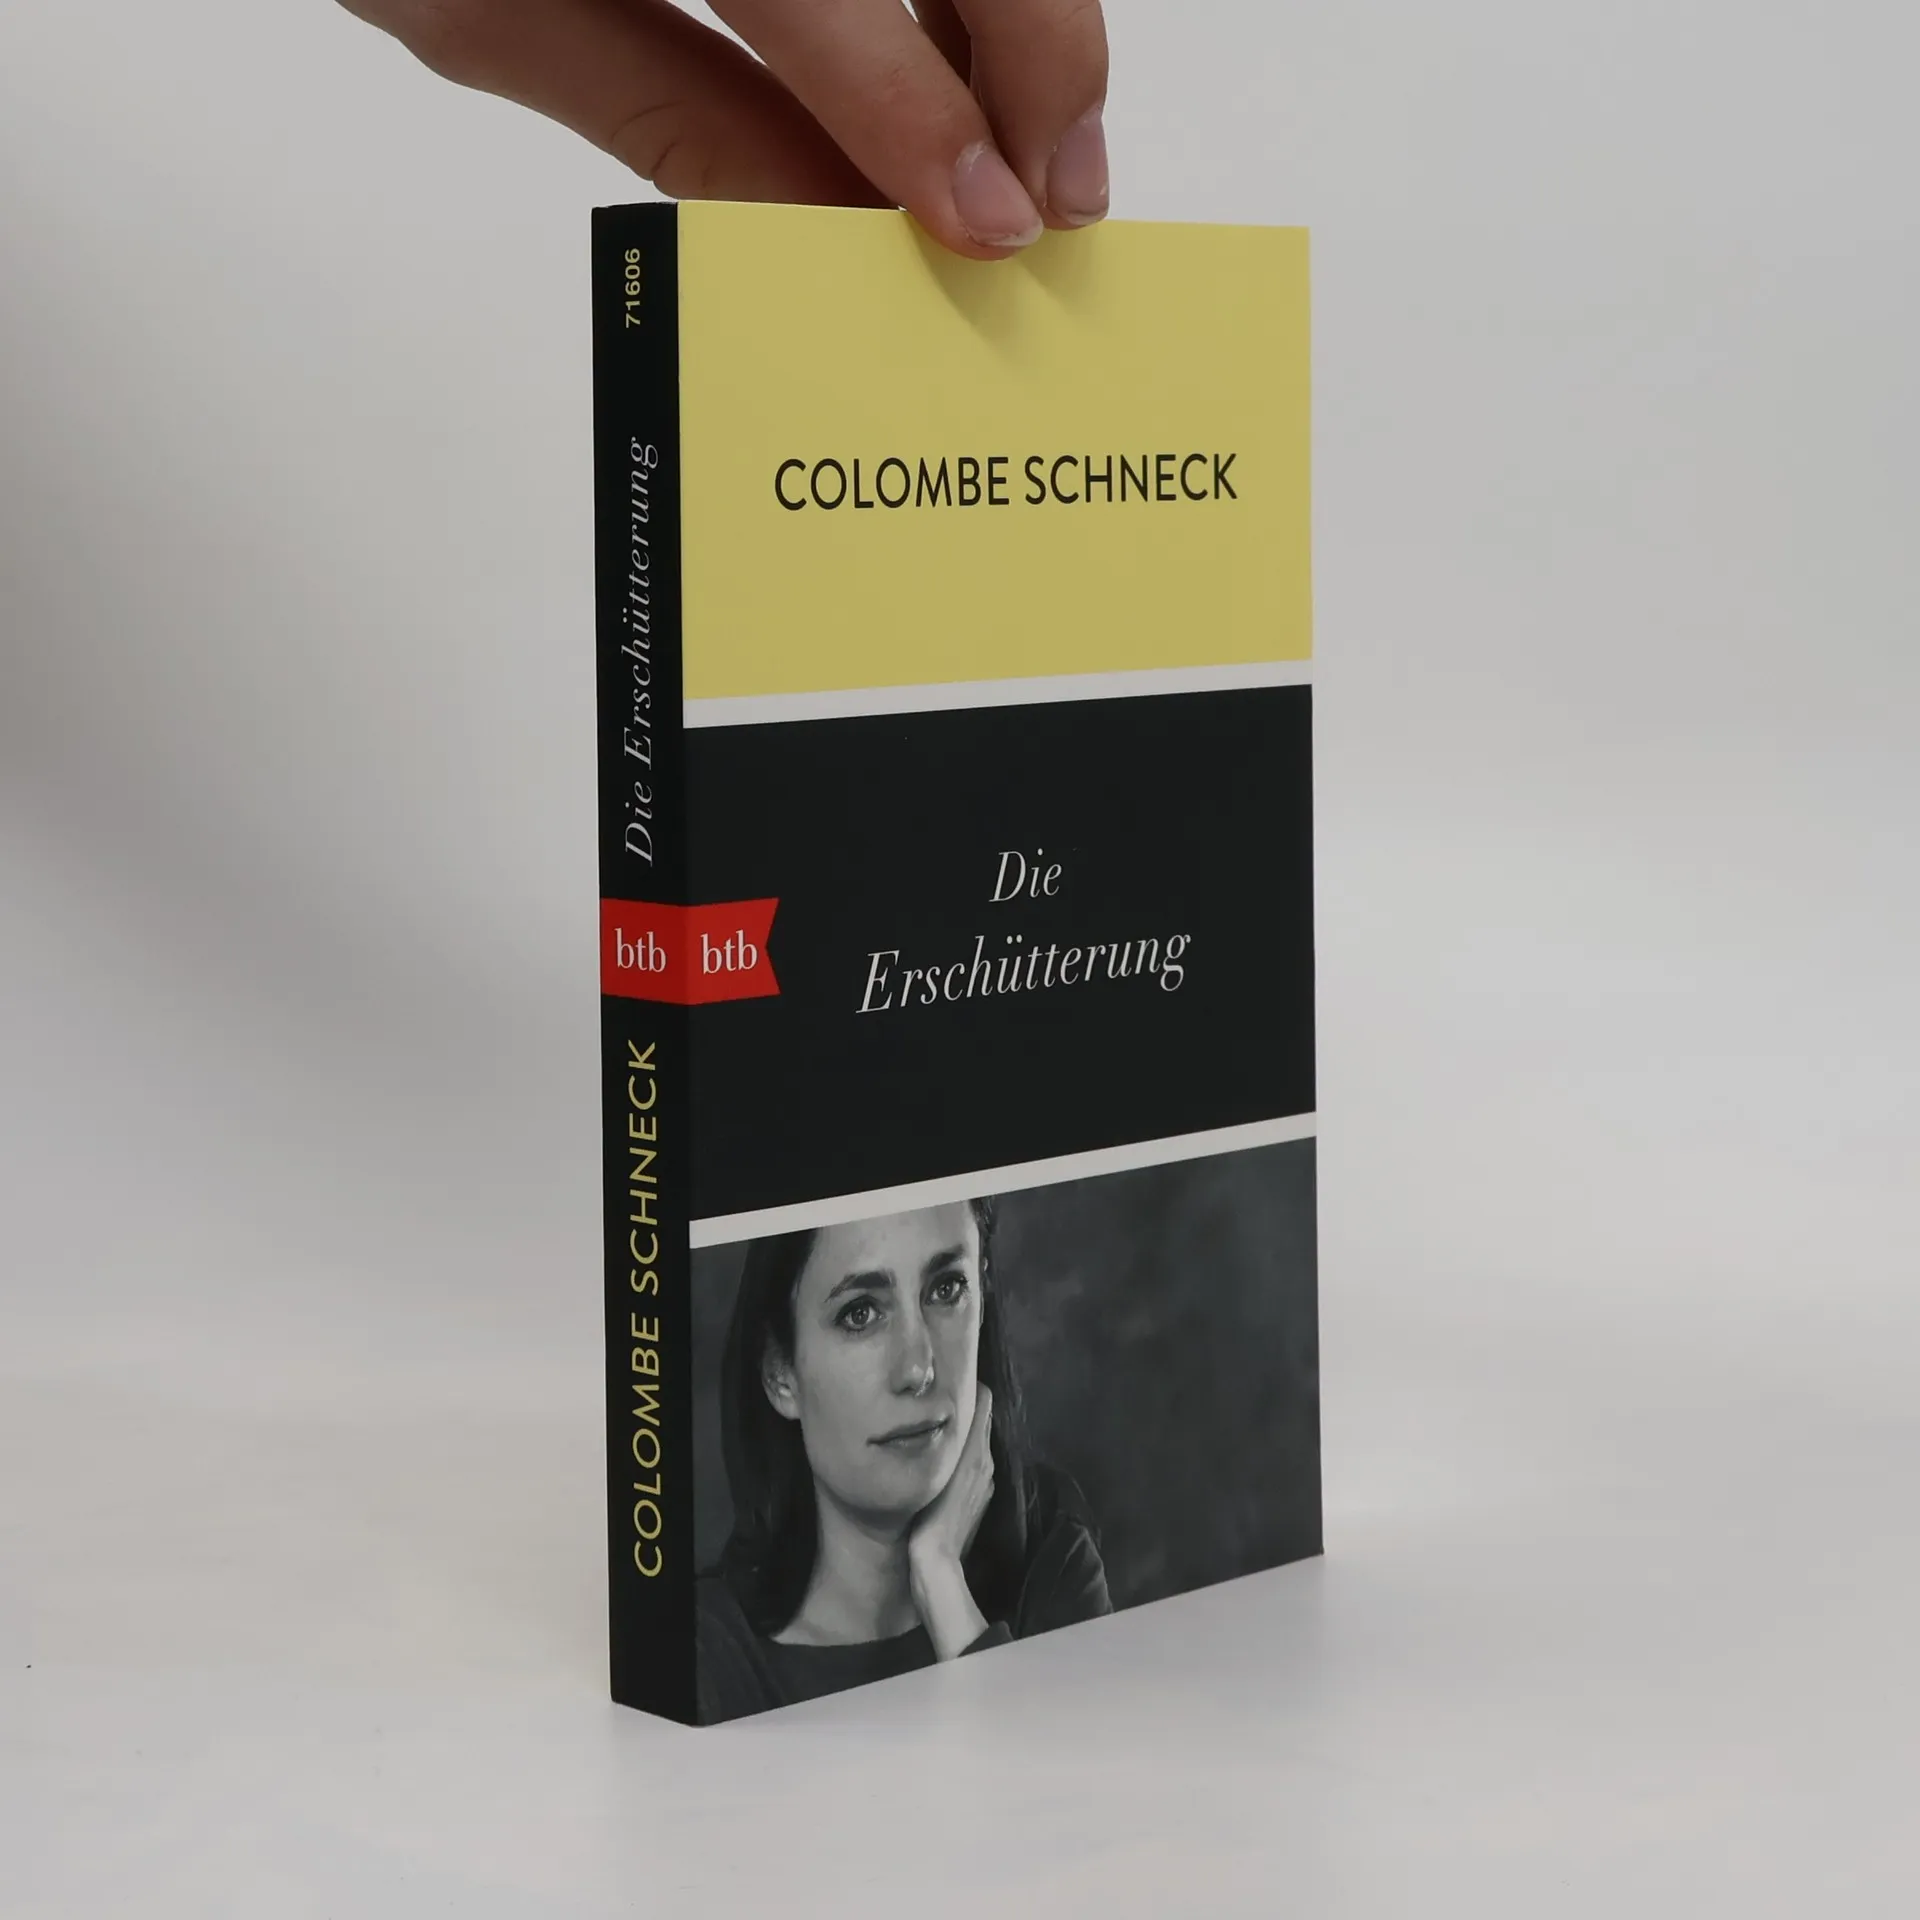 71606
Die Erschütterung
btb
COLOMBE SCHNECK
COLOMBE SCHNECK
Die
Erschütterung
btb